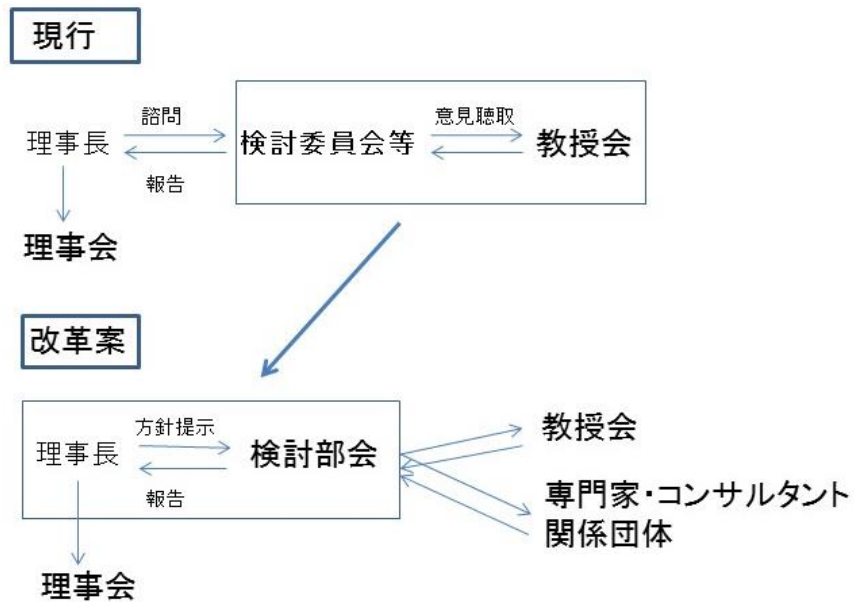 現行
諮問
意見聴取
理事長
検討委員会等
教授会
報告
理事会
改革案
方針提示
教授会
理事長
検討部会
報告
専門家・コンサルタント
関係団体
理事会